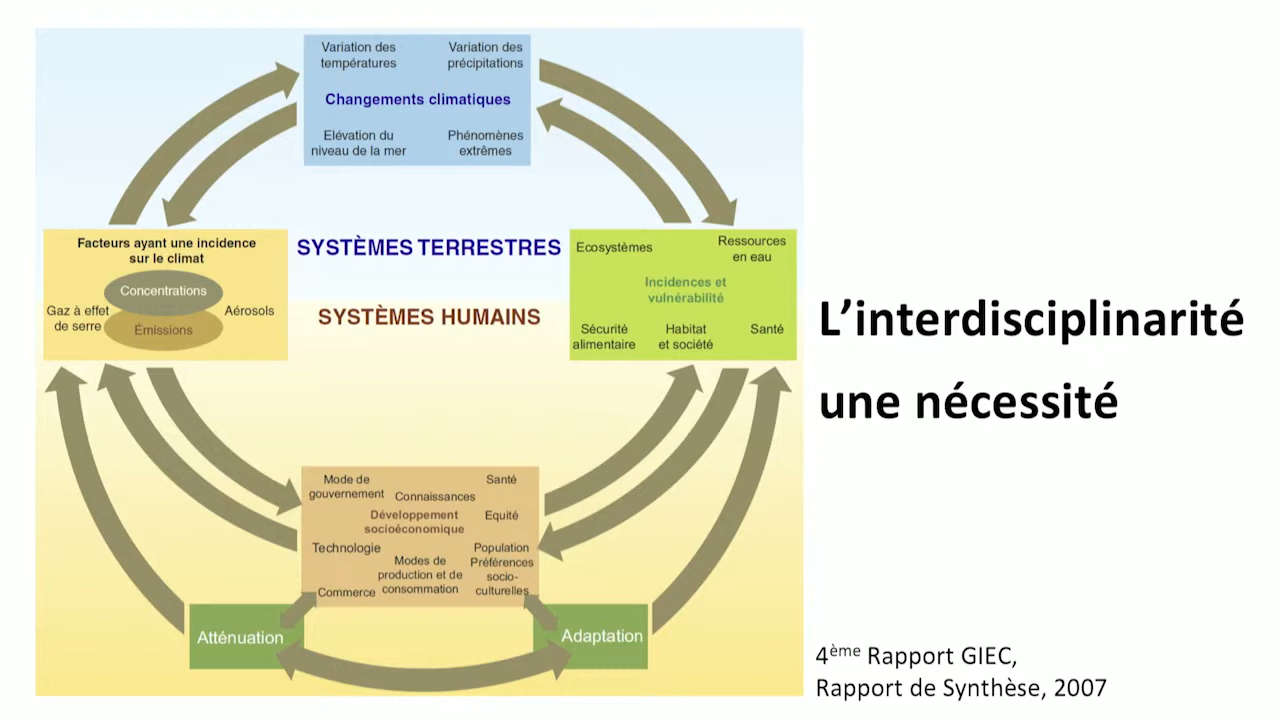 Variation des
températures
Variation des
précipitations
Changements climatiques
Elévation du
niveau de la mer
Phénomènes
extrêmes
Facteurs ayant une incidence
sur le climat
Concentrations
Gaz à effet
de serre
Aérosols
Émissions
SYSTÈMES TERRESTRES
SYSTÈMES HUMAINS
Ecosystèmes
Ressources
en eau
Incidences et
vulnérabilité
Sécurité
alimentaire
Habitat
et société
Santé
L’interdisciplinarité
une nécessité
Mode de
gouvernement
Connaissances
Santé
Développement
socioéconomique
Equité
Technologie
Modes de
production et de
consommation
Population
Préférences
socio-
culturelles
Commerce
Atténuation
Adaptation
4ème Rapport GIEC,
Rapport de Synthèse, 2007